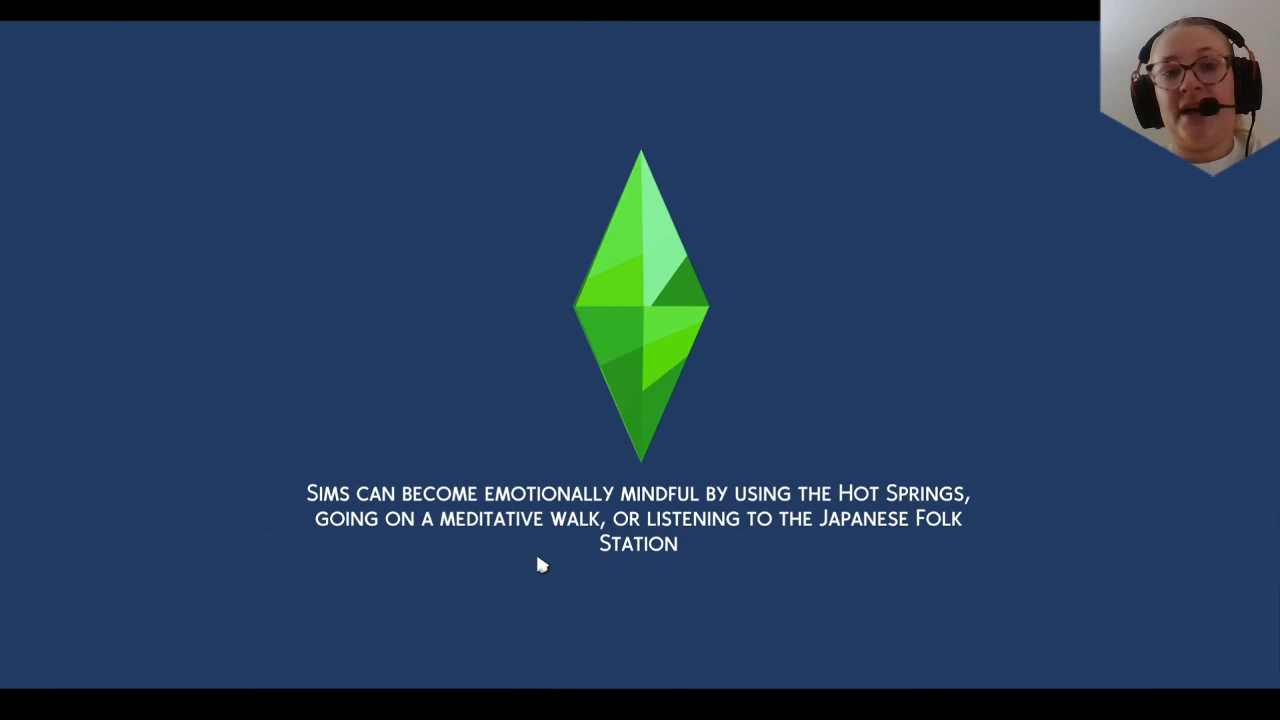 Sims can become emotionally mindful by using the Hot Springs,
going on a meditative walk, or listening to the Japanese Folk
Station